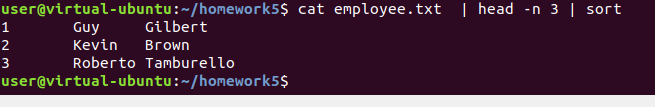 user@virtual-ubuntu:~/homework5$ cat employee.txt  | head -n 3 | sort
1       Guy     Gilbert
2       Kevin   Brown
3       Roberto Tamburello
user@virtual-ubuntu:~/homework5$